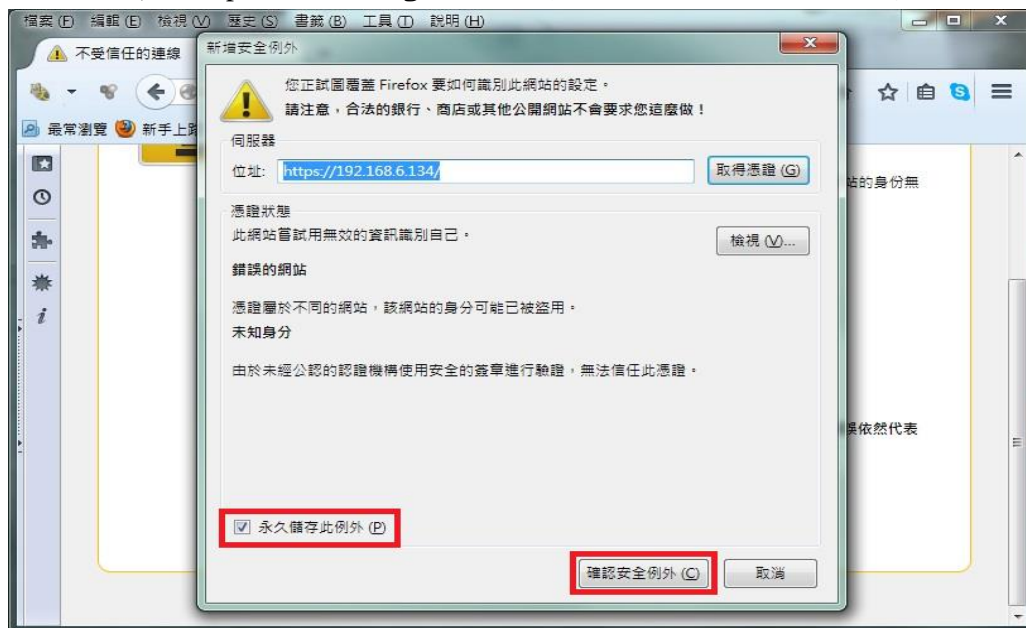 檔案(F) 編輯(E) 檢視(V) 歷史(S) 書籤(B) 工具(T) 說明(H)
不受信任的連線
新增安全例外
您正試圖覆蓋 Firefox 要如何識別此網站的設定。
請注意，合法的銀行、商店或其他公開網站不會要求您這麼做！
最常瀏覽 新手上路
伺服器
位址: https://192.168.6.134/ 取得憑證(G)
站的身份無
憑證狀態
此網站嘗試用無效的資訊識別自己。 檢視(V)...
錯誤的網站
憑證屬於不同的網站，該網站的身分可能已被盜用。
未知身分
由於未經公認的認證機構使用安全的簽章進行驗證，無法信任此憑證。
誤依然代表
永久儲存此例外(P)
確認安全例外(C) 取消